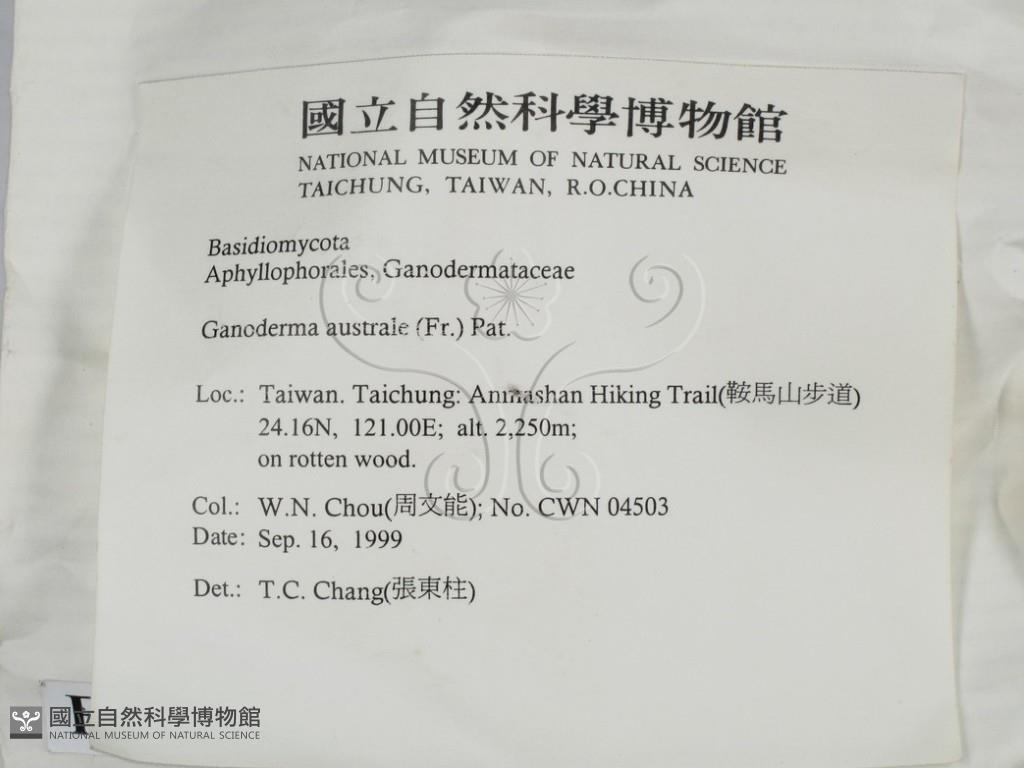 國立自然科學博物館
NATIONAL MUSEUM OF NATURAL SCIENCE
TAICHUNG, TAIWAN, R.O.CHINA
Basidiomycota
Aphyllophorales, Ganodermataceae
Ganoderma australe (Fr.) Pat.
Loc.: Taiwan. Taichung: Anmashan Hiking Trail(鞍馬山步道)
24.16N, 121.00E; alt. 2,250m;
on rotten wood.
Col.: W.N. Chou(周文能); No. CWN 04503
Date: Sep. 16, 1999
Det.: T.C. Chang(張東柱)
國立自然科學博物館
NATIONAL MUSEUM OF NATURAL SCIENCE